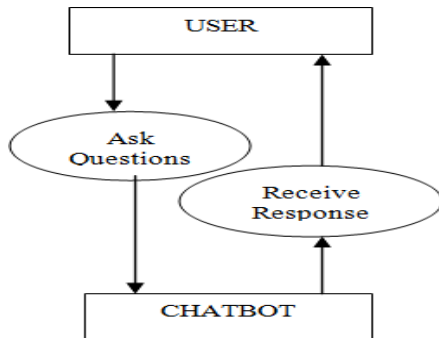 USER
Ask
Questions
Receive
Response
CHATBOT